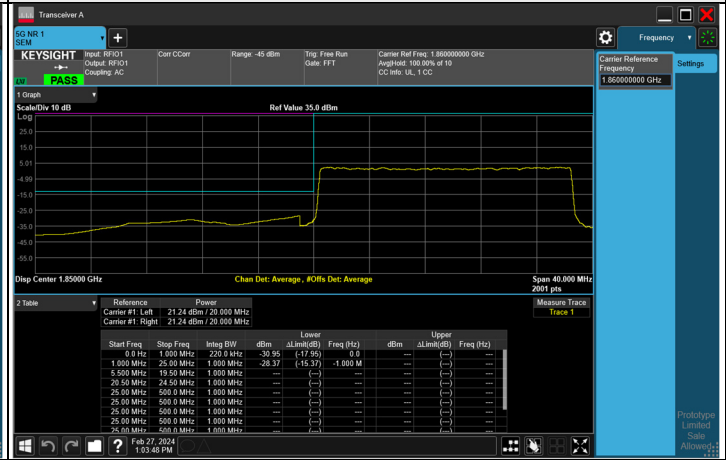 Transceiver A
5G NR 1
SEM
Frequency
KEYSIGHT
LVI
PASS
Input: RFIO1
Output: RFIO1
Coupling: AC
Corr CCorr
Range: -45 dBm
Trig: Free Run
Gate: FFT
Carrier Ref Freq: 1.860000000 GHz
Avg|Hold: 100.00% of 10
CC Info: UL, 1 CC
Carrier Reference
Frequency
1.860000000 GHz
Settings
1 Graph
Scale/Div 10 dB
Ref Value 35.0 dBm
Log
25.0
15.0
5.01
-4.99
-15.0
-25.0
-35.0
-45.0
-55.0
Disp Center 1.85000 GHz
Chan Det: Average , #Offs Det: Average
Span 40.000 MHz
2001 pts
2 Table
Reference Power
Carrier #1: Left 21.24 dBm / 20.000 MHz
Carrier #1: Right 21.24 dBm / 20.000 MHz
Measure Trace
Trace 1
Lower Upper
Start Freq Stop Freq Integ BW dBm ΔLimit(dB) Freq (Hz) dBm ΔLimit(dB) Freq (Hz)
0.0 Hz 1.000 MHz 220.0 kHz -30.95 (-17.95) 0.0 --- (---) ---
1.000 MHz 25.00 MHz 1.000 MHz -28.37 (-15.37) -1.000 M --- (---) ---
5.500 MHz 19.50 MHz 1.000 MHz --- (---) --- --- (---) ---
20.50 MHz 24.50 MHz 1.000 MHz --- (---) --- --- (---) ---
25.00 MHz 500.0 MHz 1.000 MHz --- (---) --- --- (---) ---
25.00 MHz 500.0 MHz 1.000 MHz --- (---) --- --- (---) ---
25.00 MHz 500.0 MHz 1.000 MHz --- (---) --- --- (---) ---
25.00 MHz 500.0 MHz 1.000 MHz --- (---) --- --- (---) ---
Prototype
Limited
Sale
Allowed
Feb 27, 2024
1:03:48 PM